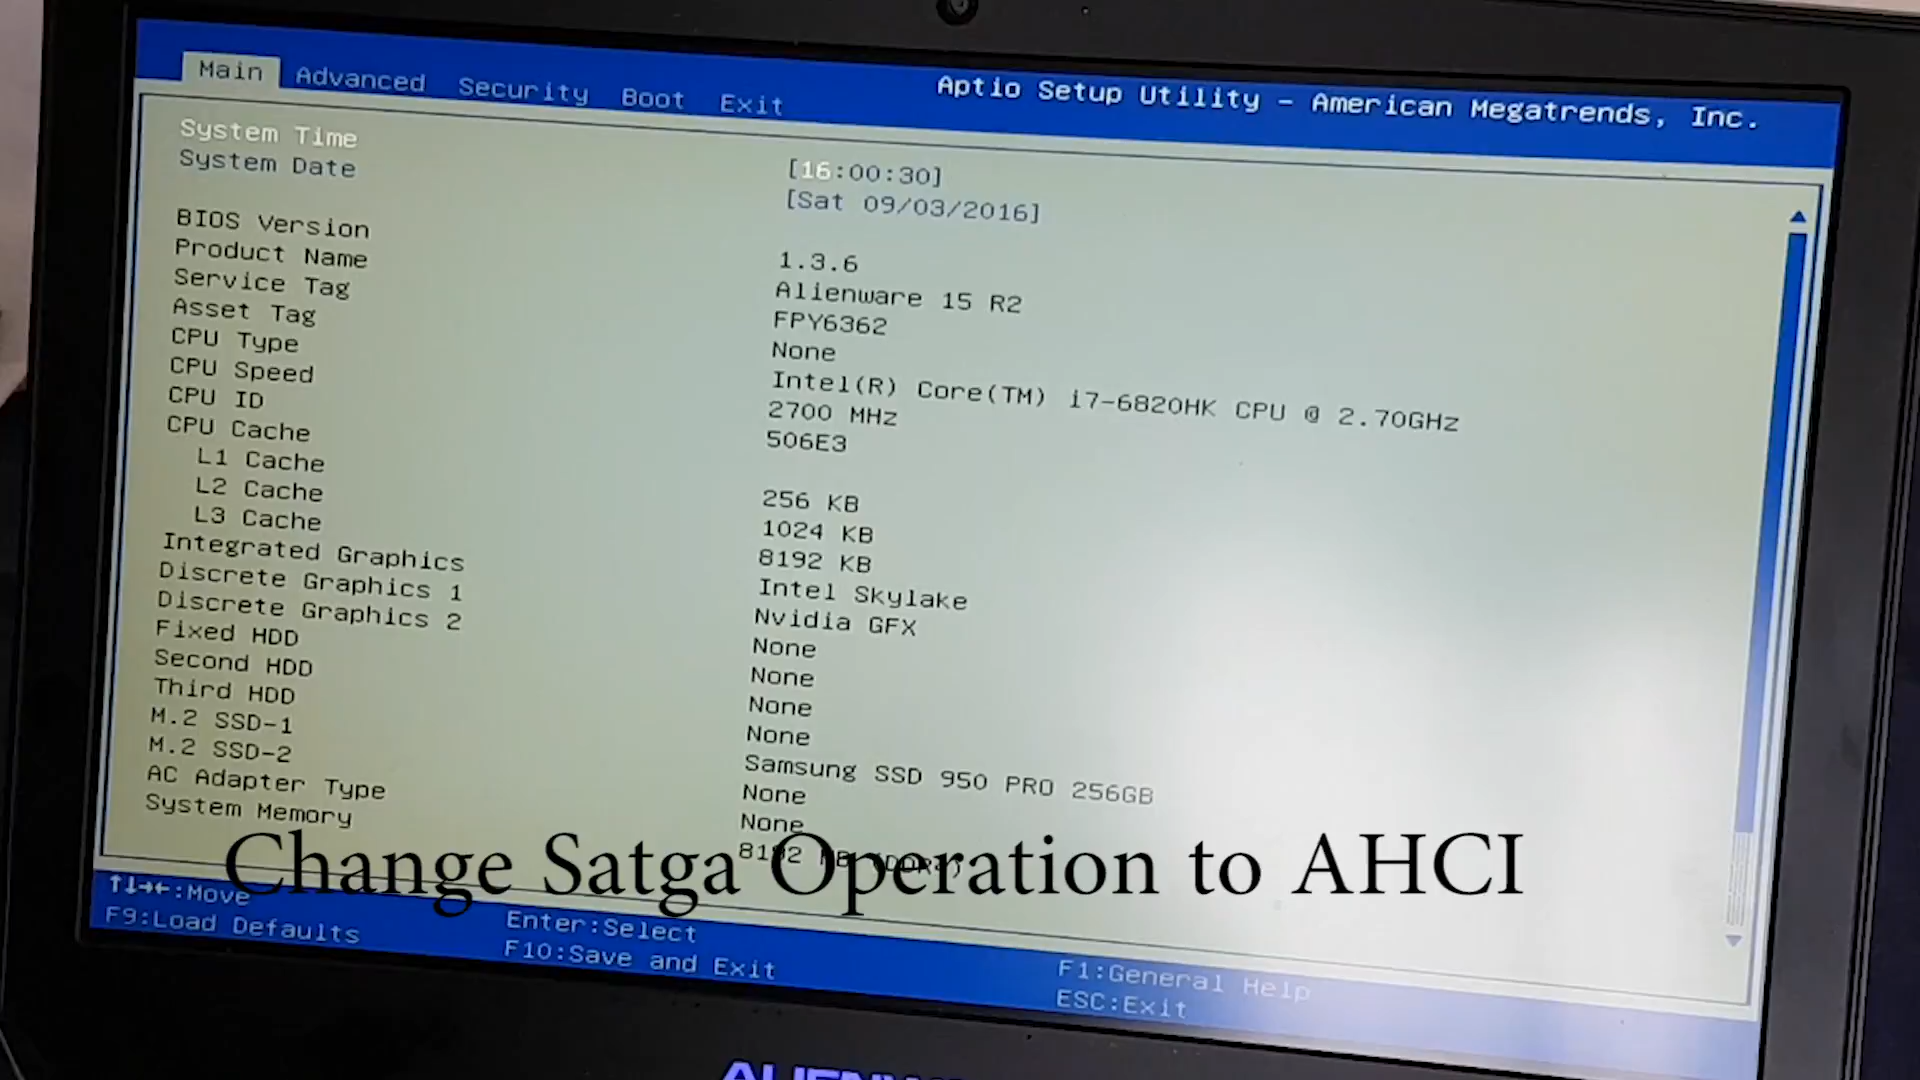 Main Advanced Security Boot Exit
Aptio Setup Utility - American Megatrends, Inc.
System Time [16:00:30]
System Date [Sat 09/03/2016]
BIOS Version 1.3.6
Product Name Alienware 15 R2
Service Tag FPY6362
Asset Tag None
CPU Type Intel(R) Core(TM) i7-6820HK CPU @ 2.70GHz
CPU Speed 2700 MHz
CPU ID 506E3
CPU Cache
L1 Cache 256 KB
L2 Cache 1024 KB
L3 Cache 8192 KB
Integrated Graphics Intel Skylake
Discrete Graphics 1 Nvidia GFX
Discrete Graphics 2 None
Fixed HDD None
Second HDD None
Third HDD None
M.2 SSD-1 Samsung SSD 950 PRO 256GB
M.2 SSD-2 None
AC Adapter Type None
System Memory 8192
Change Satga Operation to AHCI
↑↓→←:Move Enter:Select F1:General Help
F9:Load Defaults F10:Save and Exit ESC:Exit